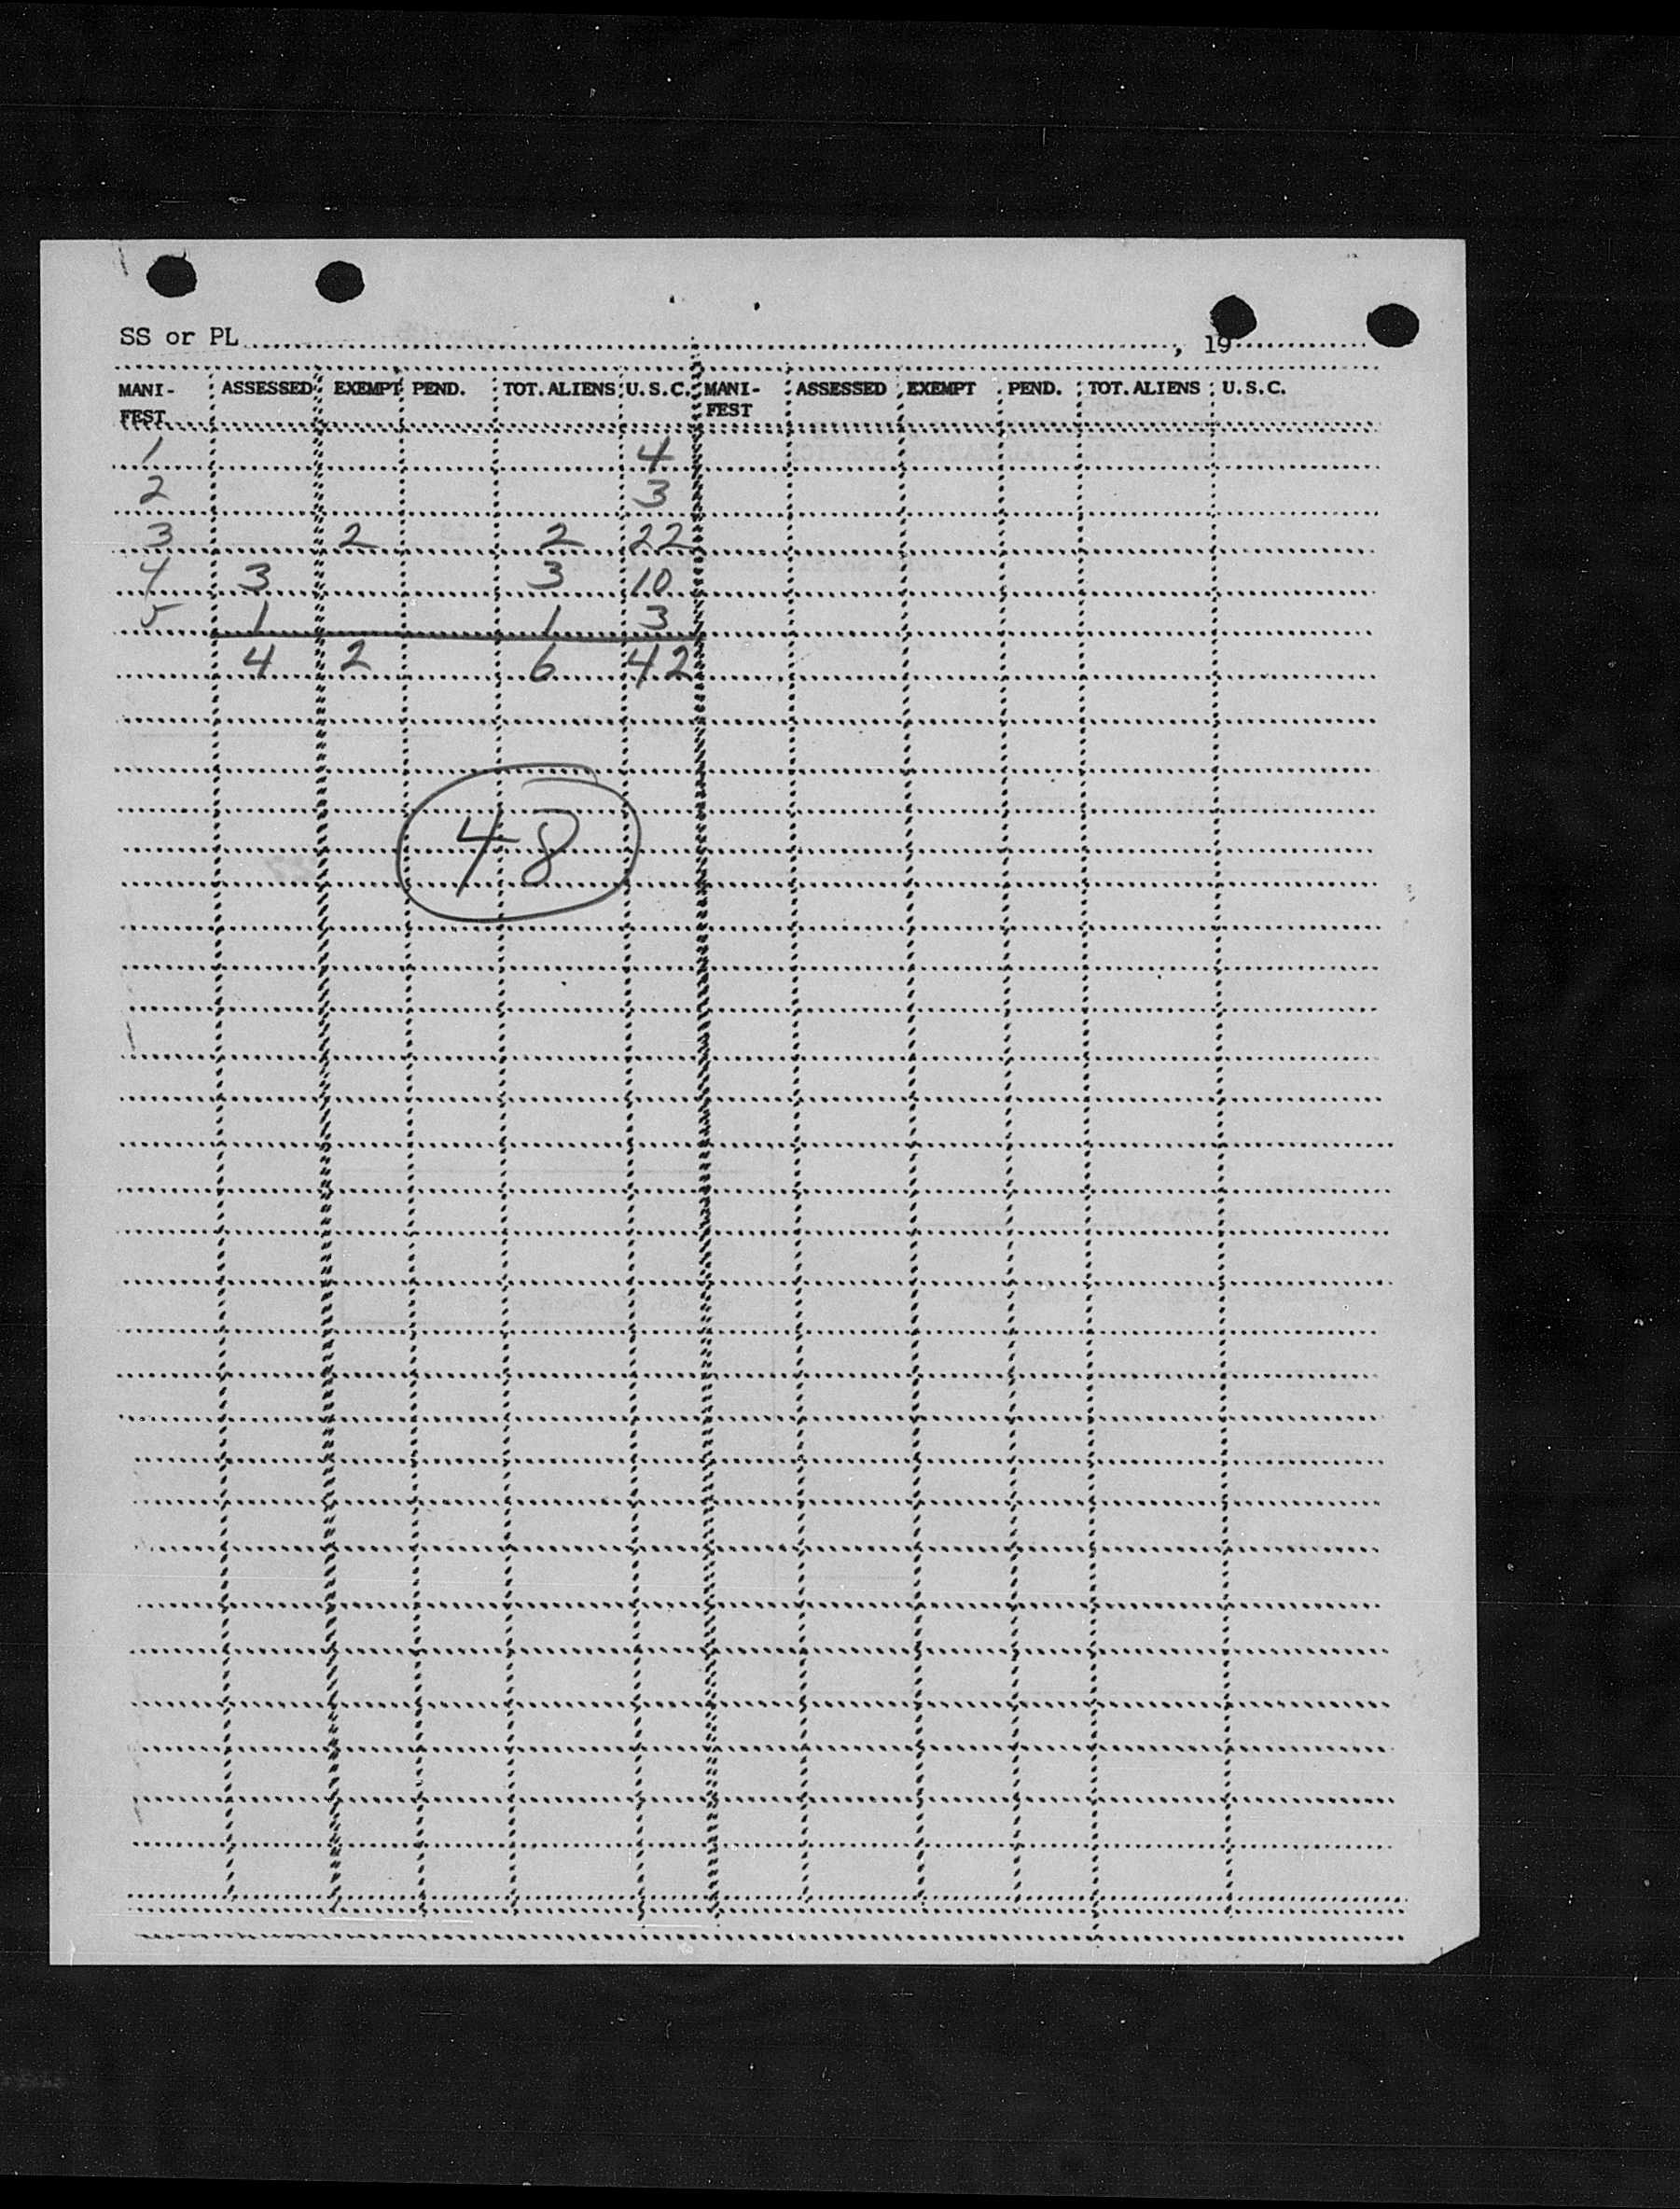 SS or PL , 19
MANI- ASSESSED EXEMPT PEND. TOT. ALIENS U.S.C. MANI- ASSESSED EXEMPT PEND. TOT. ALIENS U.S.C.
FEST FEST
1 4
2 3
3 2 2 22
4 3 3 10
5 1 1 3
4 2 6 42
48